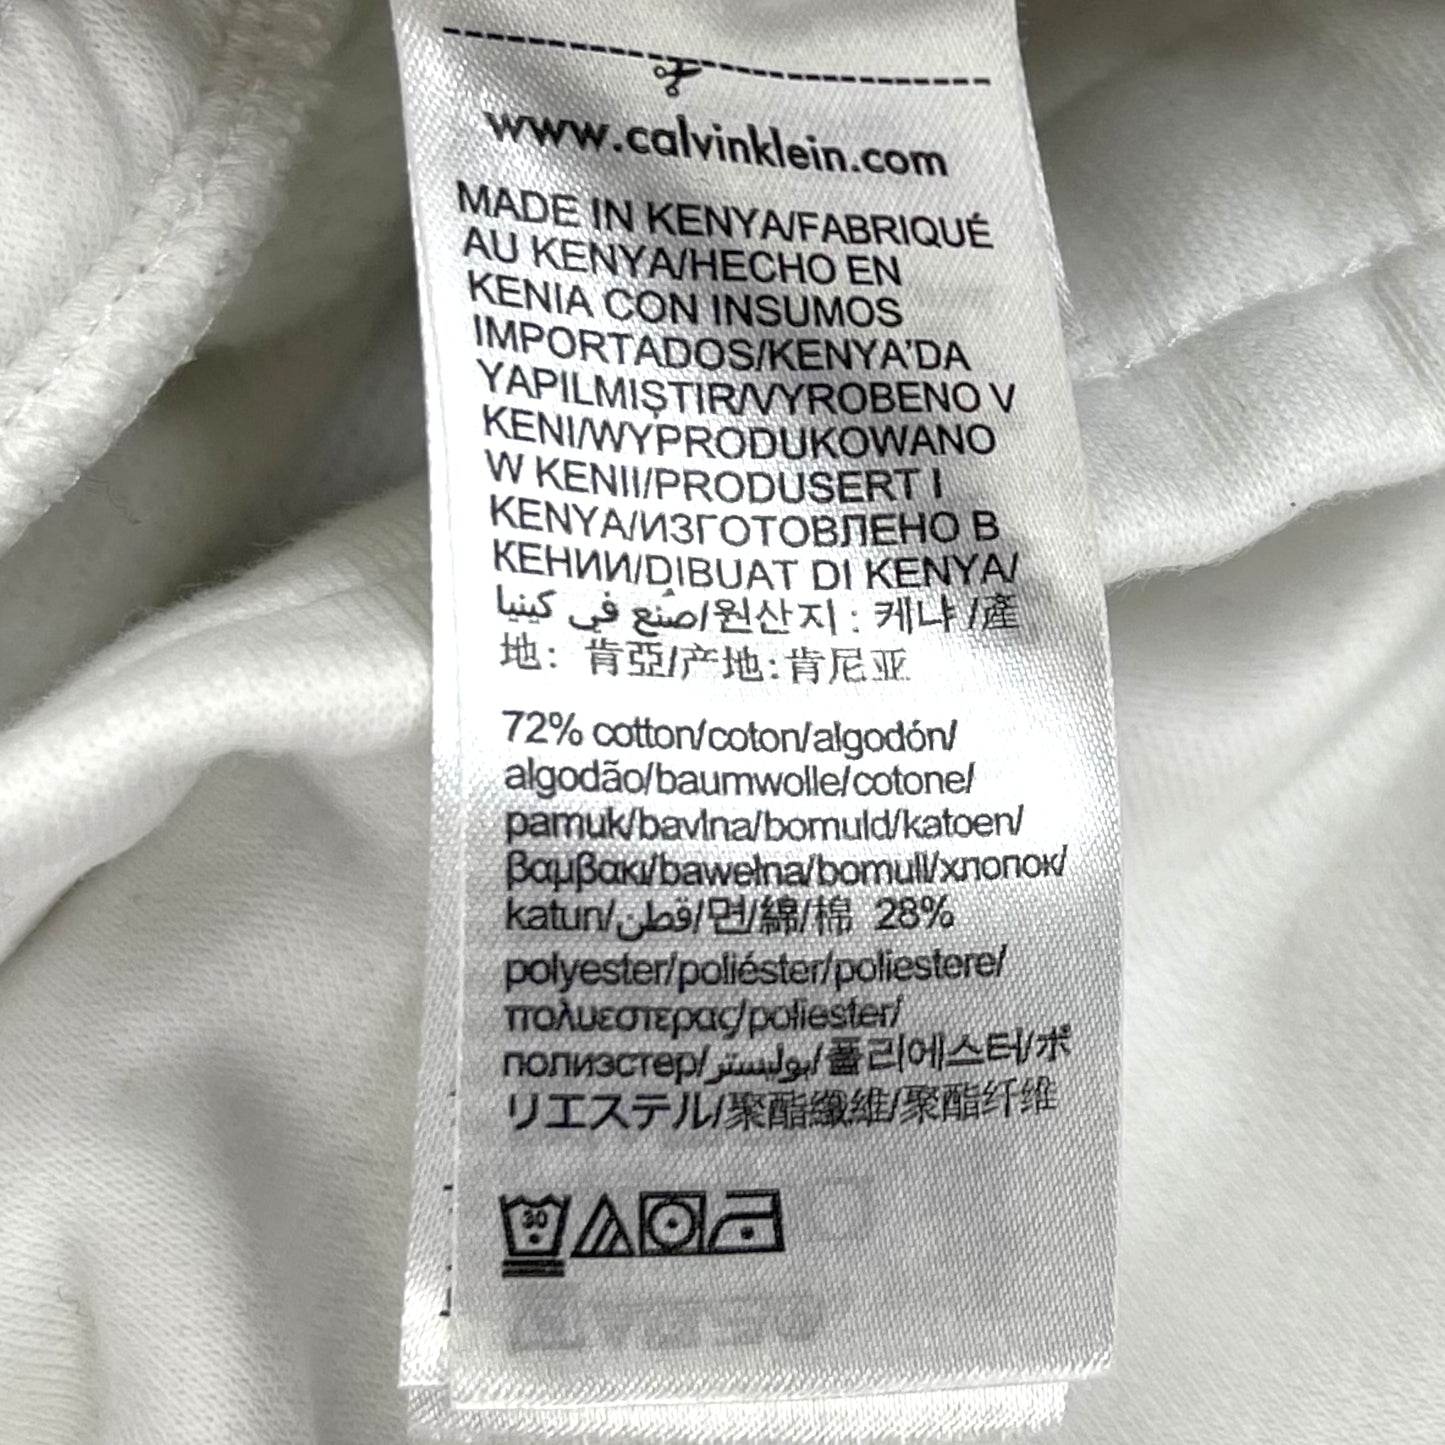 www.calvinklein.com
MADE IN KENYA/FABRIQUÉ
AU KENYA/HECHO EN
KENIA CON INSUMOS
IMPORTADOS/KENYA'DA
YAPILMIŞTIR/VYROBENO V
KENI/WYPRODUKOWANO
W KENII/PRODUSERT I
KENYA/ИЗГОТОВЛЕНО В
КЕНИИ/DIBUAT DI KENYA/
صُنع في كينيا/원산지 : 케냐 /產
地: 肯亞/产地:肯尼亚
72% cotton/coton/algodón/
algodão/baumwolle/cotone/
pamuk/bavlna/bomuld/katoen/
βαμβακι/bawełna/bomull/хлопок/
katun/قطن/면/綿/棉 28%
polyester/poliéster/poliestere/
πολυεστερας/poliester/
полиэстер/بوليستر/폴리에스터/ポ
リエステル/聚酯纖維/聚酯纤维
30